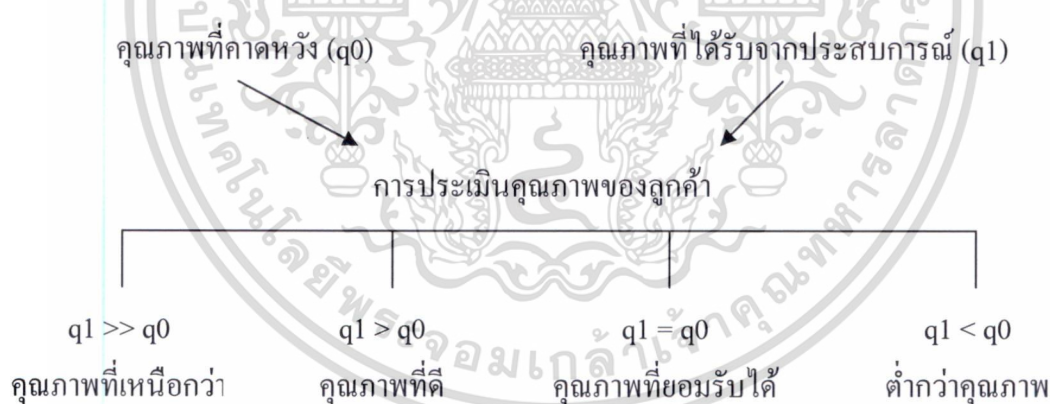 คุณภาพที่คาดหวัง (q0) คุณภาพที่ได้รับจากประสบการณ์ (q1)
การประเมินคุณภาพของลูกค้า
q1 >> q0 q1 > q0 q1 = q0 q1 < q0
คุณภาพที่เหนือกว่า คุณภาพที่ดี คุณภาพที่ยอมรับได้ ต่ำกว่าคุณภาพ